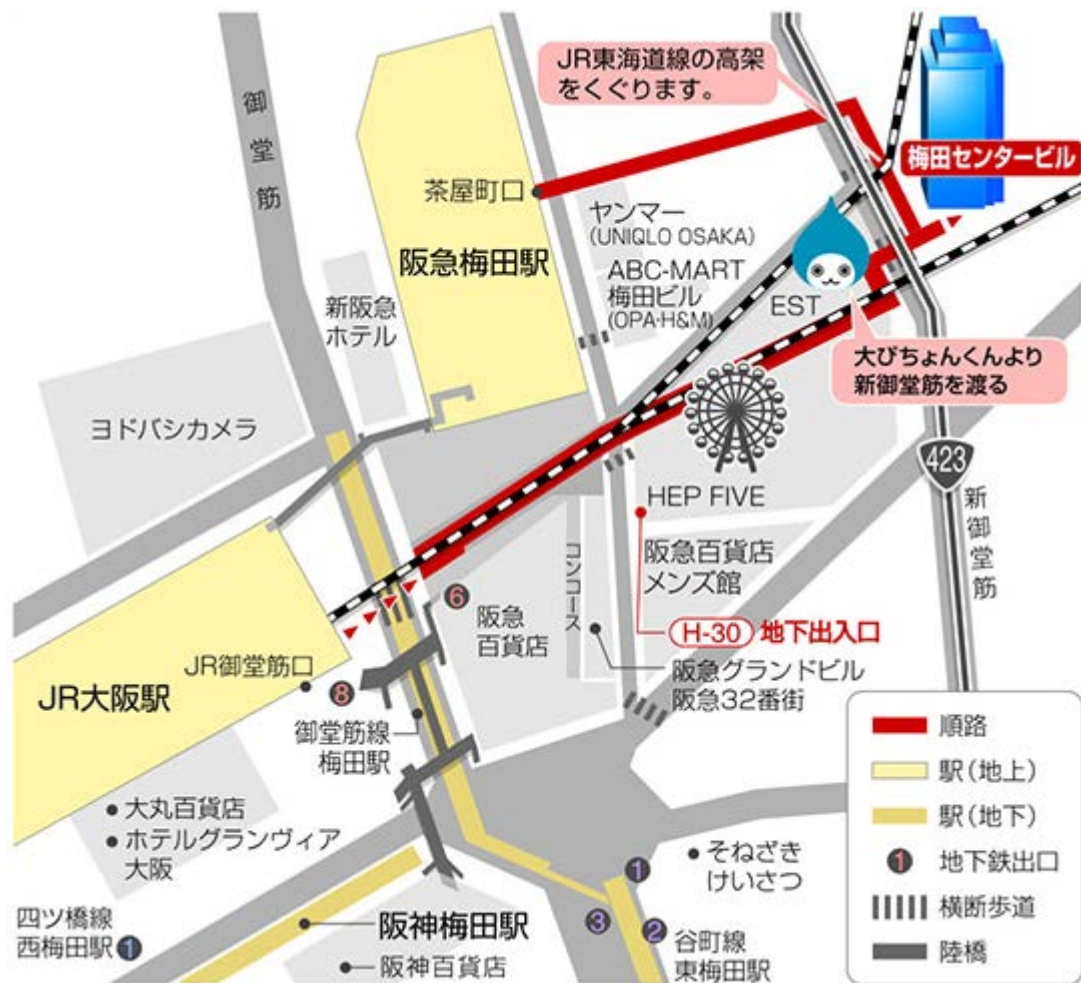 JR東海道線の高架
をくぐります。
御堂筋
梅田センタービル
茶屋町口
阪急梅田駅
ヤンマー
(UNIQLO OSAKA)
ABC-MART
梅田ビル
(OPA·H&M)
EST
新阪急
ホテル
大ぴちょんくんより
新御堂筋を渡る
ヨドバシカメラ
HEP FIVE
423
新御堂筋
コンコース
阪急百貨店
メンズ館
6
阪急
百貨店
H-30 地下出入口
JR御堂筋口
8
阪急グランドビル
阪急32番街
JR大阪駅
御堂筋線
梅田駅
大丸百貨店
ホテルグランヴィア
大阪
そねざき
けいさつ
1
3
2
四ツ橋線
西梅田駅1
阪神梅田駅
阪神百貨店
谷町線
東梅田駅
順路
駅(地上)
駅(地下)
1 地下鉄出口
横断歩道
陸橋